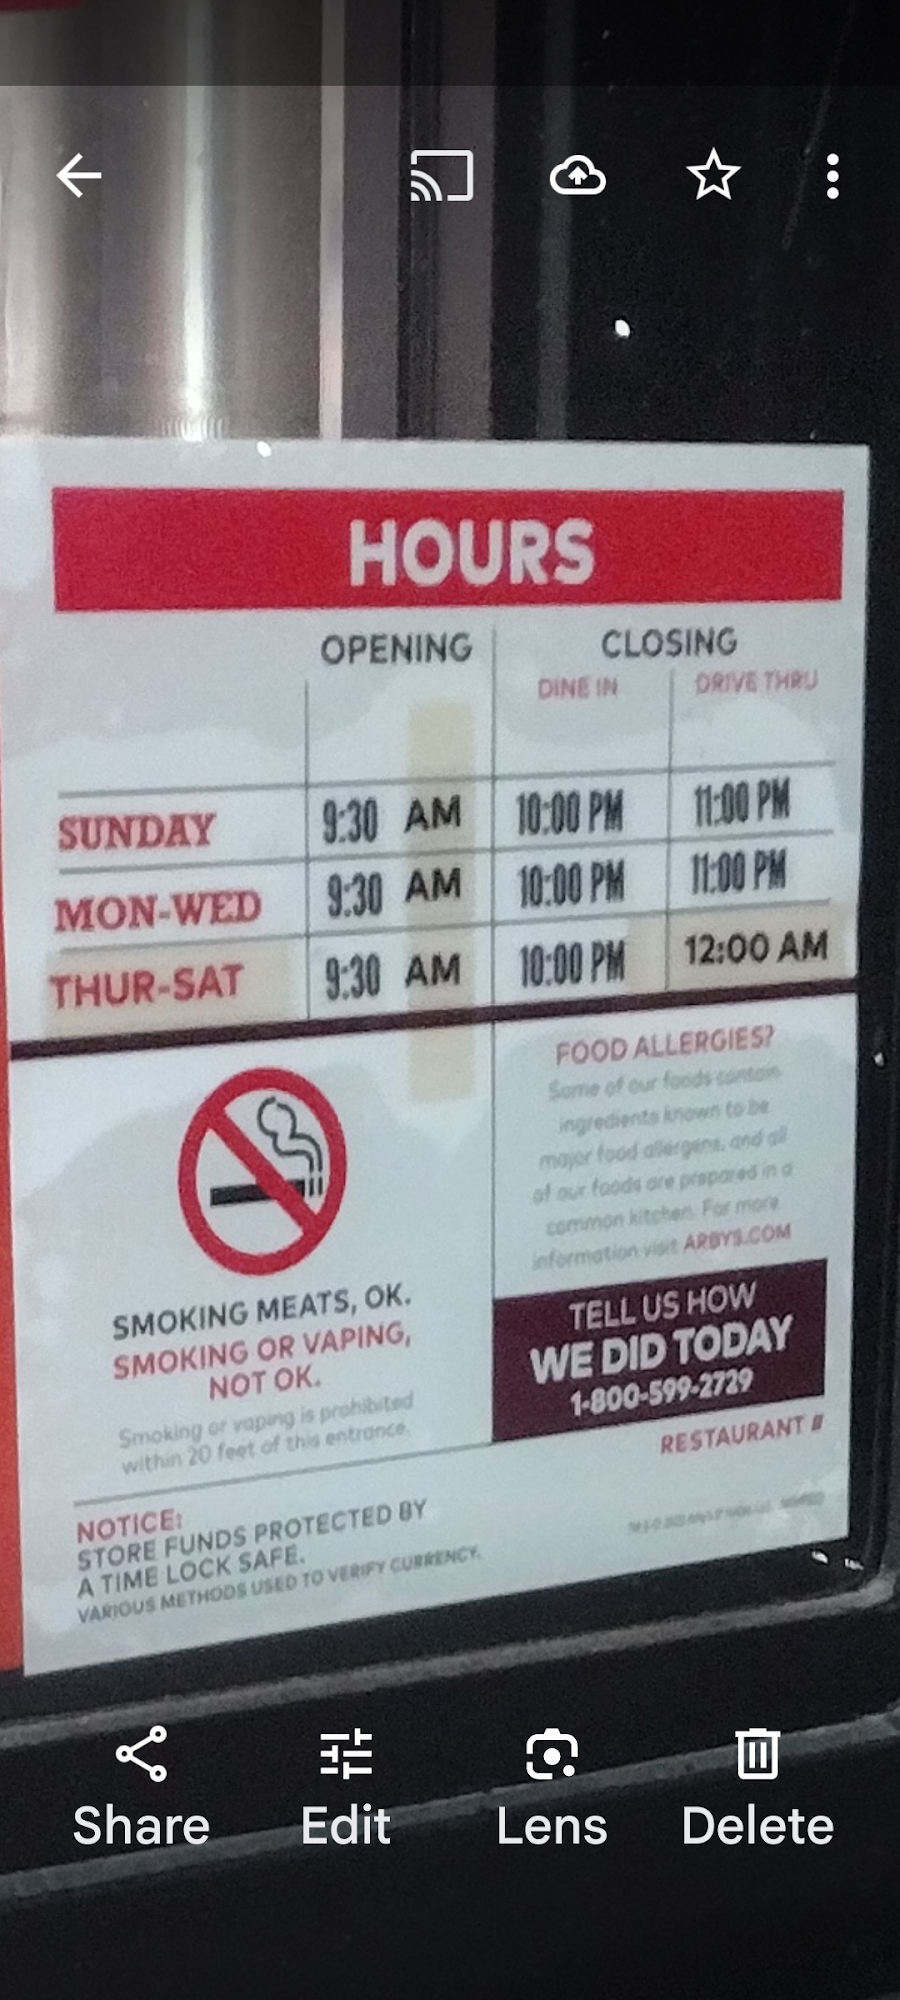 HOURS
OPENING CLOSING
DINE IN DRIVE THRU
SUNDAY 9:30 AM 10:00 PM 11:00 PM
MON-WED 9:30 AM 10:00 PM 11:00 PM
THUR-SAT 9:30 AM 10:00 PM 12:00 AM
SMOKING MEATS, OK.
SMOKING OR VAPING,
NOT OK.
Smoking or vaping is prohibited
within 20 feet of this entrance.
FOOD ALLERGIES?
Some of our foods contain
ingredients known to be
major food allergens, and all
of our foods are prepared in a
common kitchen. For more
information visit ARBYS.COM
TELL US HOW
WE DID TODAY
1-800-599-2729
RESTAURANT #
NOTICE:
STORE FUNDS PROTECTED BY
A TIME LOCK SAFE.
VARIOUS METHODS USED TO VERIFY CURRENCY.
Share Edit Lens Delete